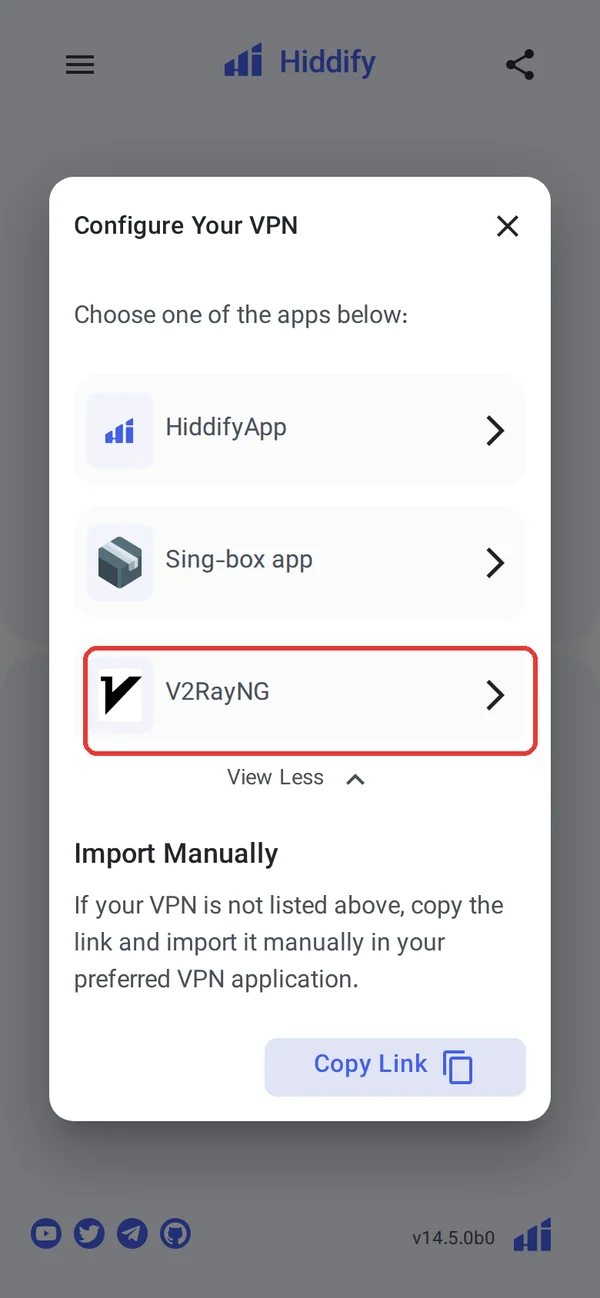 Hiddify
Configure Your VPN
Choose one of the apps below:
HiddifyApp
Sing-box app
V2RayNG
View Less
Import Manually
If your VPN is not listed above, copy the
link and import it manually in your
preferred VPN application.
Copy Link
v14.5.0b0